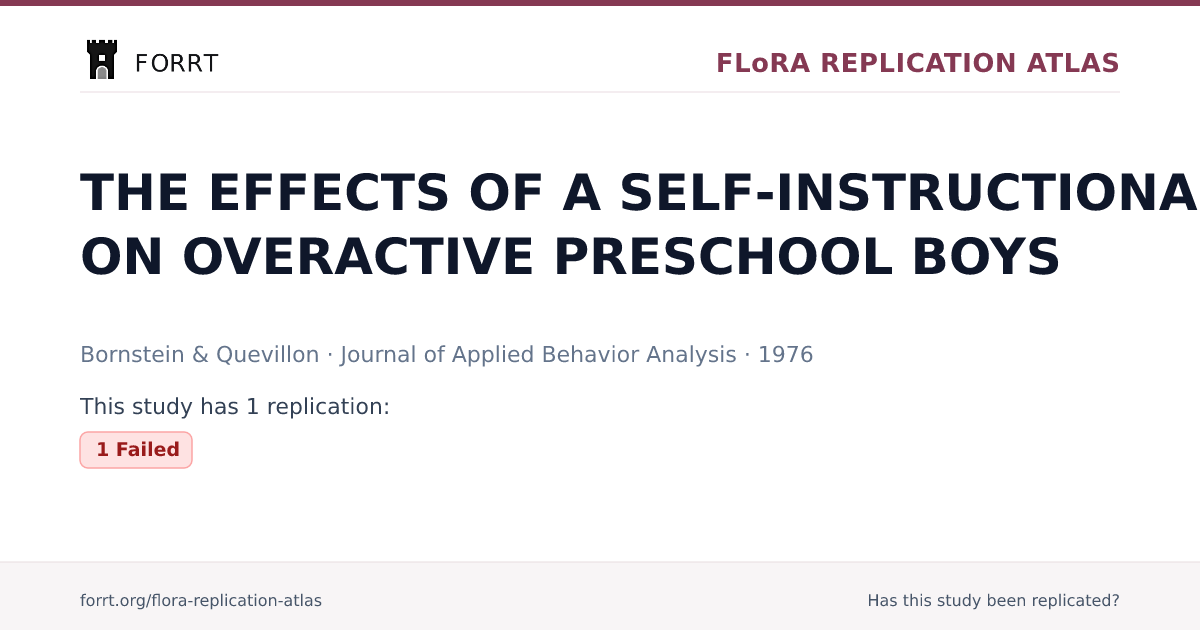 FORRT
FLoRA REPLICATION ATLAS
THE EFFECTS OF A SELF-INSTRUCTIONA
ON OVERACTIVE PRESCHOOL BOYS
Bornstein & Quevillon · Journal of Applied Behavior Analysis · 1976
This study has 1 replication:
1 Failed
forrt.org/flora-replication-atlas
Has this study been replicated?